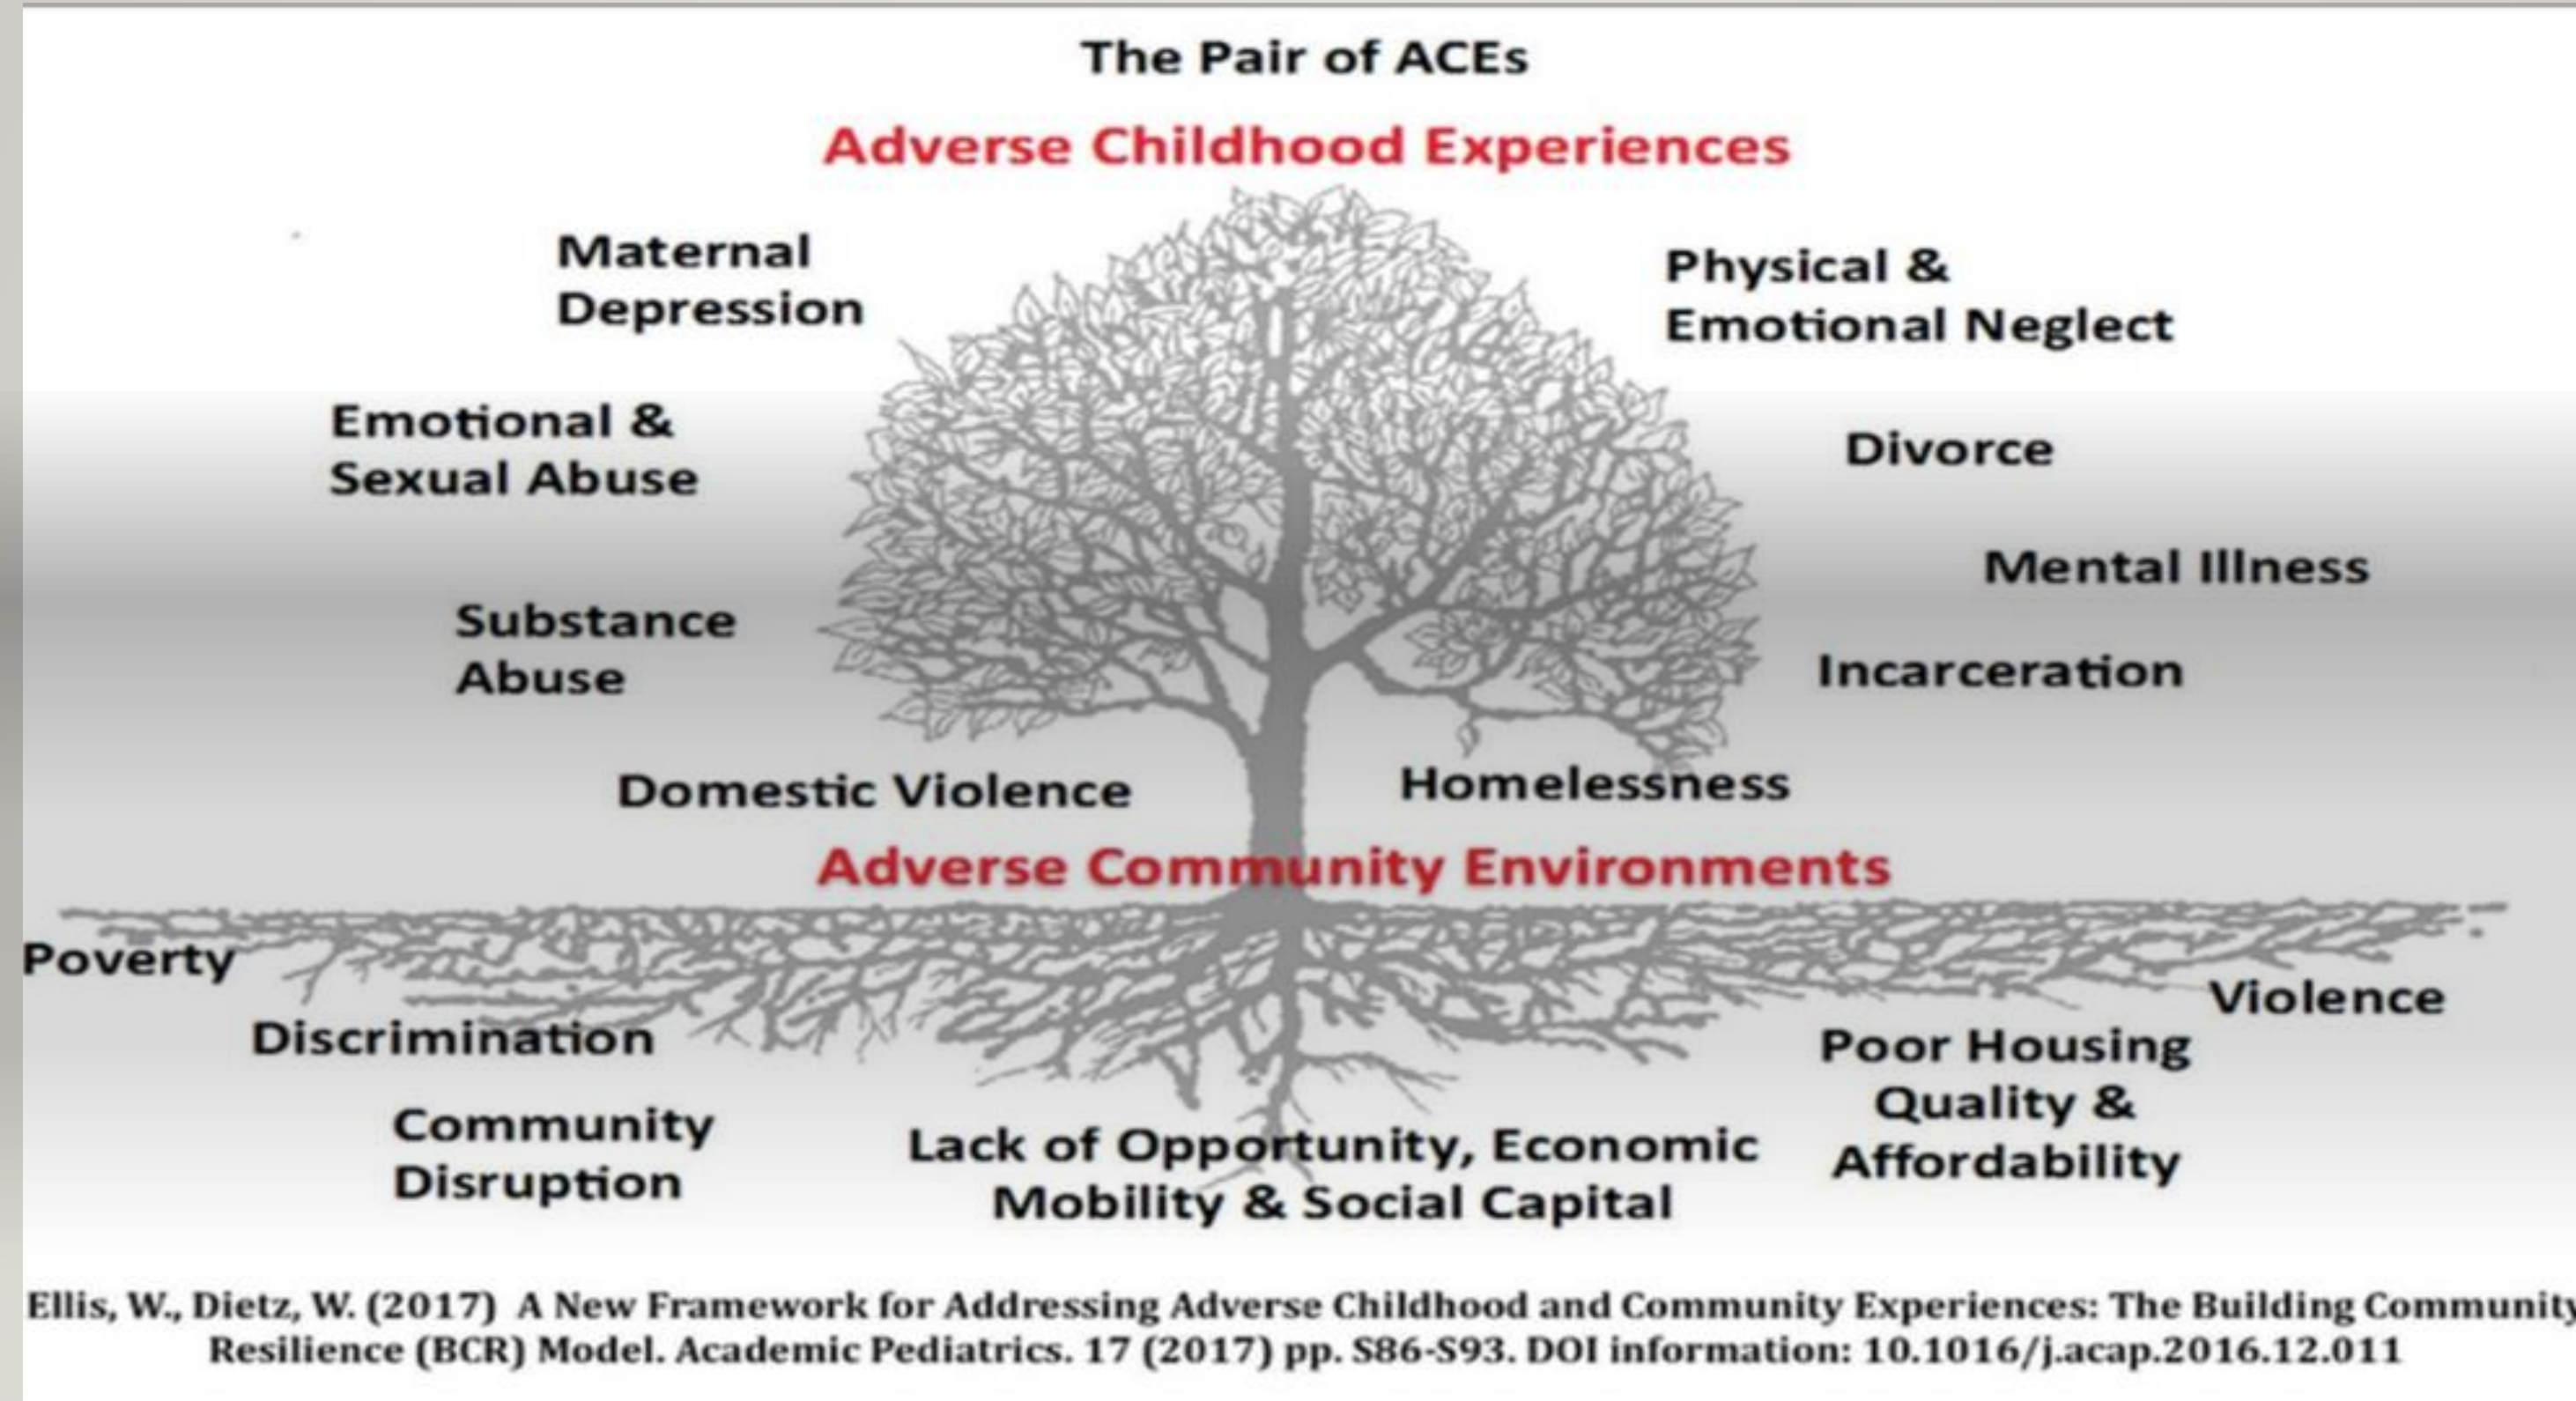 The Pair of ACEs
Adverse Childhood Experiences
Maternal
Depression
Physical &
Emotional Neglect
Emotional &
Sexual Abuse
Divorce
Mental Illness
Substance
Abuse
Incarceration
Domestic Violence
Homelessness
Adverse Community Environments
Poverty
Violence
Discrimination
Poor Housing
Quality &
Affordability
Community
Disruption
Lack of Opportunity, Economic
Mobility & Social Capital
Ellis, W., Dietz, W. (2017) A New Framework for Addressing Adverse Childhood and Community Experiences: The Building Community
Resilience (BCR) Model. Academic Pediatrics. 17 (2017) pp. S86-S93. DOI information: 10.1016/j.acap.2016.12.011